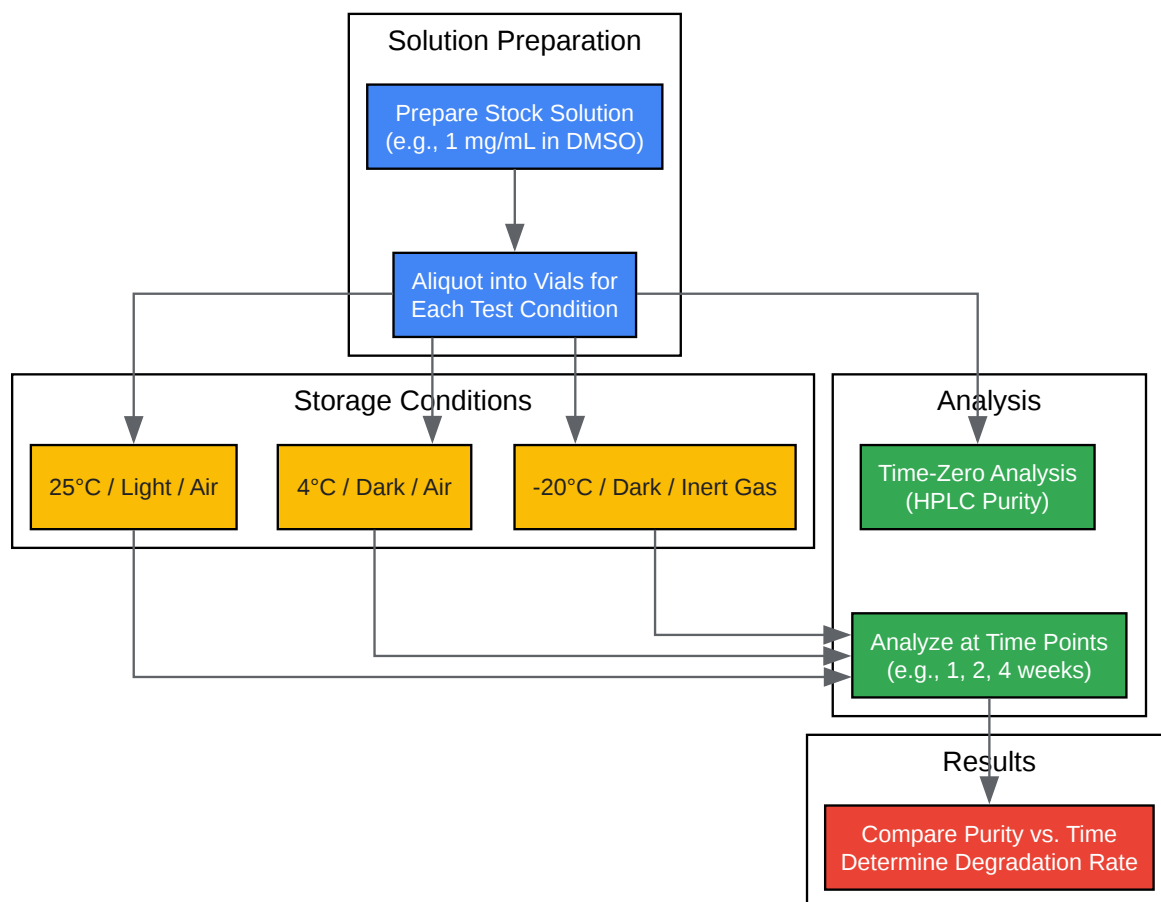 Solution Preparation
Prepare Stock Solution
(e.g., 1 mg/mL in DMSO)
Aliquot into Vials for
Each Test Condition
Storage Conditions
25°C / Light / Air
4°C / Dark / Air
-20°C / Dark / Inert Gas
Analysis
Time-Zero Analysis
(HPLC Purity)
Analyze at Time Points
(e.g., 1, 2, 4 weeks)
Results
Compare Purity vs. Time
Determine Degradation Rate